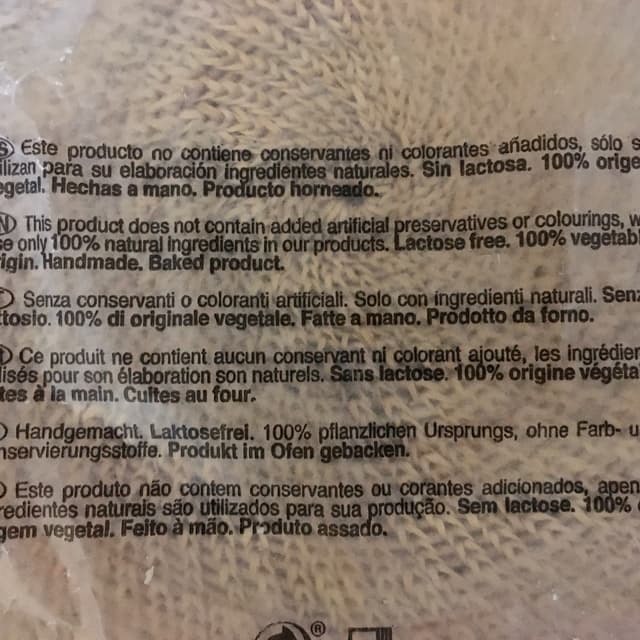 Este producto no contiene conservantes ni colorantes añadidos, sólo s
ilizan para su elaboración ingredientes naturales. Sin lactosa. 100% orige
egetal. Hechas a mano. Producto horneado.
This product does not contain added artificial preservatives or colourings, w
se only 100% natural ingredients in our products. Lactose free. 100% vegetabl
igin. Handmade. Baked product.
Senza conservanti o coloranti artificiali. Solo con ingredienti naturali. Senz
ttosio. 100% di originale vegetale. Fatte a mano. Prodotto da forno.
Ce produit ne contient aucun conservant ni colorant ajouté, les ingrédien
lisés pour son élaboration son naturels. Sans lactose. 100% origine végéta
tes à la main. Cuites au four.
Handgemacht. Laktosefrei. 100% pflanzlichen Ursprungs, ohne Farb- u
nservierungsstoffe. Produkt im Ofen gebacken.
Este produto não contem conservantes ou corantes adicionados, apen
redientes naturais são utilizados para sua produção. Sem lactose. 100%
gem vegetal. Feito à mão. Produto assado.
®